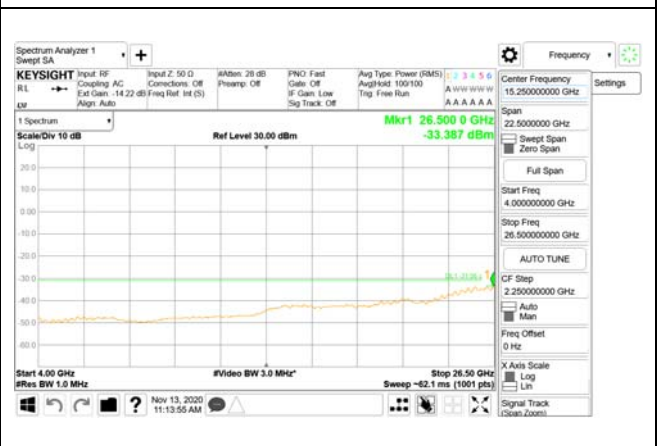 Spectrum Analyzer 1
Swept SA
Frequency
KEYSIGHT
RL
Input: RF
Coupling: AC
Ext Gain: -14.22 dB
Align: Auto
Input Z: 50 Ω
Corrections: Off
Freq Ref: Int (S)
#Atten: 28 dB
Preamp: Off
PNO: Fast
Gate: Off
IF Gain: Low
Sig Track: Off
Avg Type: Power (RMS)
Avg|Hold: 100/100
Trig: Free Run
1 2 3 4 5 6
A W W W W W
A A A A A A
Center Frequency
15.250000000 GHz
Settings
1 Spectrum
Mkr1 26.500 0 GHz
Scale/Div 10 dB
Ref Level 30.00 dBm
-33.387 dBm
Log
20.0
10.0
0.00
-10.0
-20.0
-30.0
-40.0
-50.0
-60.0
1
Span
22.5000000 GHz
Swept Span
Zero Span
Full Span
Start Freq
4.000000000 GHz
Stop Freq
26.500000000 GHz
AUTO TUNE
CF Step
2.250000000 GHz
Auto
Man
Freq Offset
0 Hz
X Axis Scale
Log
Lin
Signal Track
(Span Zoom)
Start 4.00 GHz
#Video BW 3.0 MHz*
Stop 26.50 GHz
#Res BW 1.0 MHz
Sweep ~62.1 ms (1001 pts)
?
Nov 13, 2020
11:13:55 AM